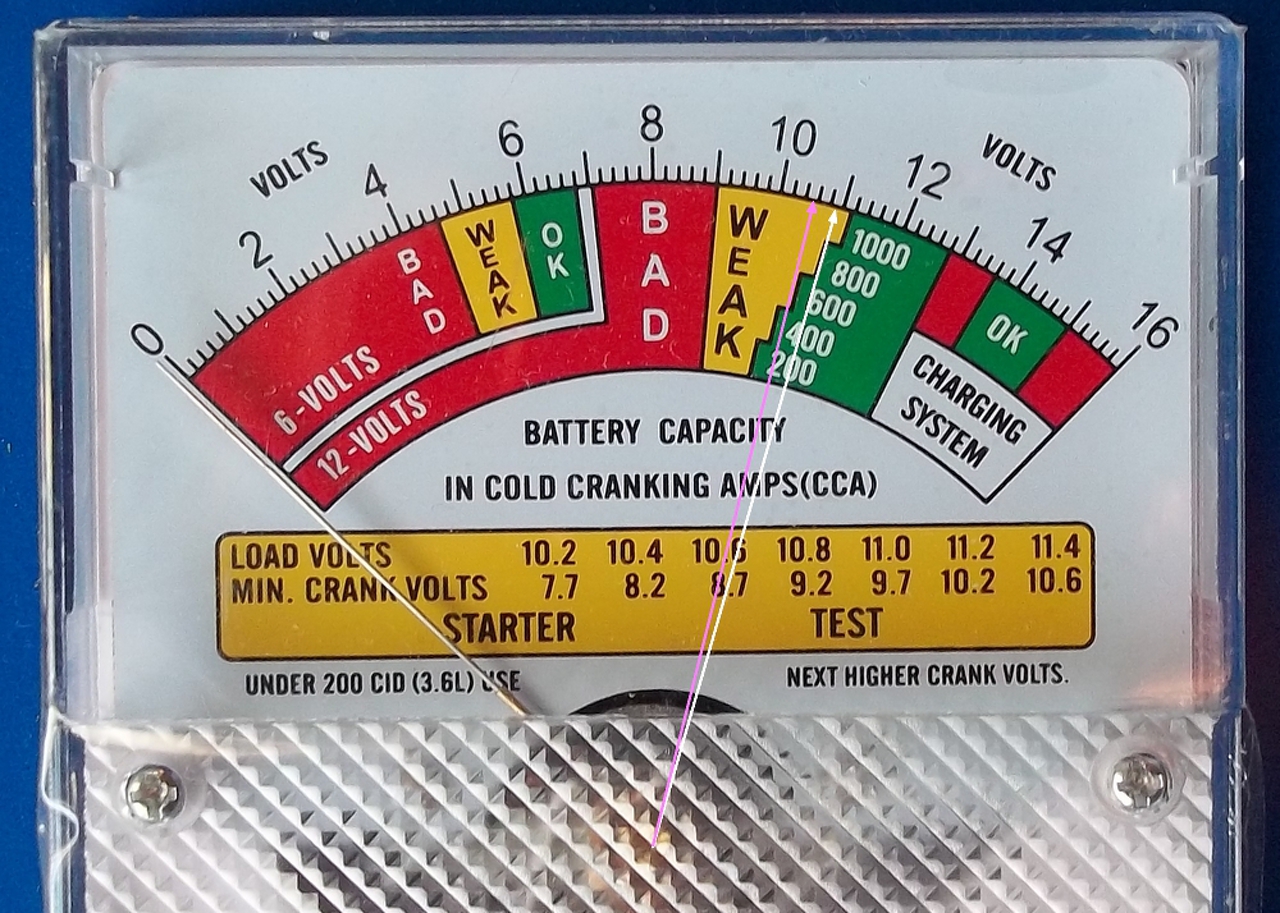 0 2 4 6 8 10 12 14 16
VOLTS
VOLTS
BAD
WEAK
OK
BAD
WEAK
1000
800
600
400
200
OK
6-VOLTS
12-VOLTS
CHARGING
SYSTEM
BATTERY CAPACITY
IN COLD CRANKING AMPS(CCA)
LOAD VOLTS 10.2 10.4 10.6 10.8 11.0 11.2 11.4
MIN. CRANK VOLTS 7.7 8.2 8.7 9.2 9.7 10.2 10.6
STARTER TEST
UNDER 200 CID (3.6L) USE NEXT HIGHER CRANK VOLTS.